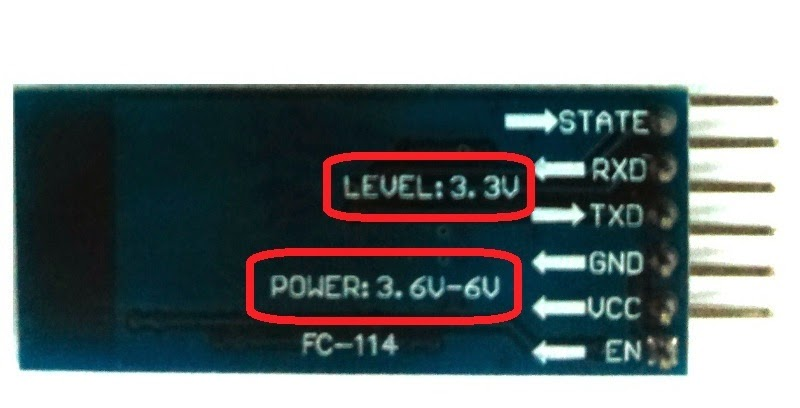 STATE
LEVEL:3.3V
RXD
TXD
GND
POWER:3.6V-6V
VCC
FC-114
EN